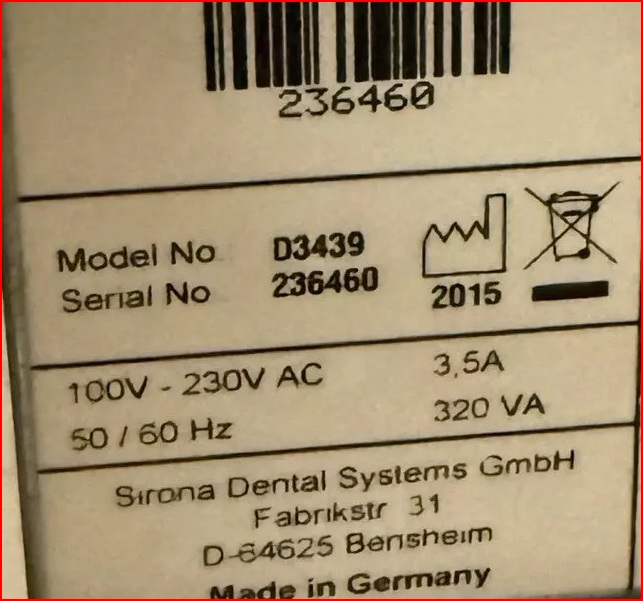 236460
Model No D3439
Serial No 236460
2015
100V - 230V AC 3,5A
50 / 60 Hz 320 VA
Sirona Dental Systems GmbH
Fabrikstr 31
D-64625 Bensheim
Made in Germany